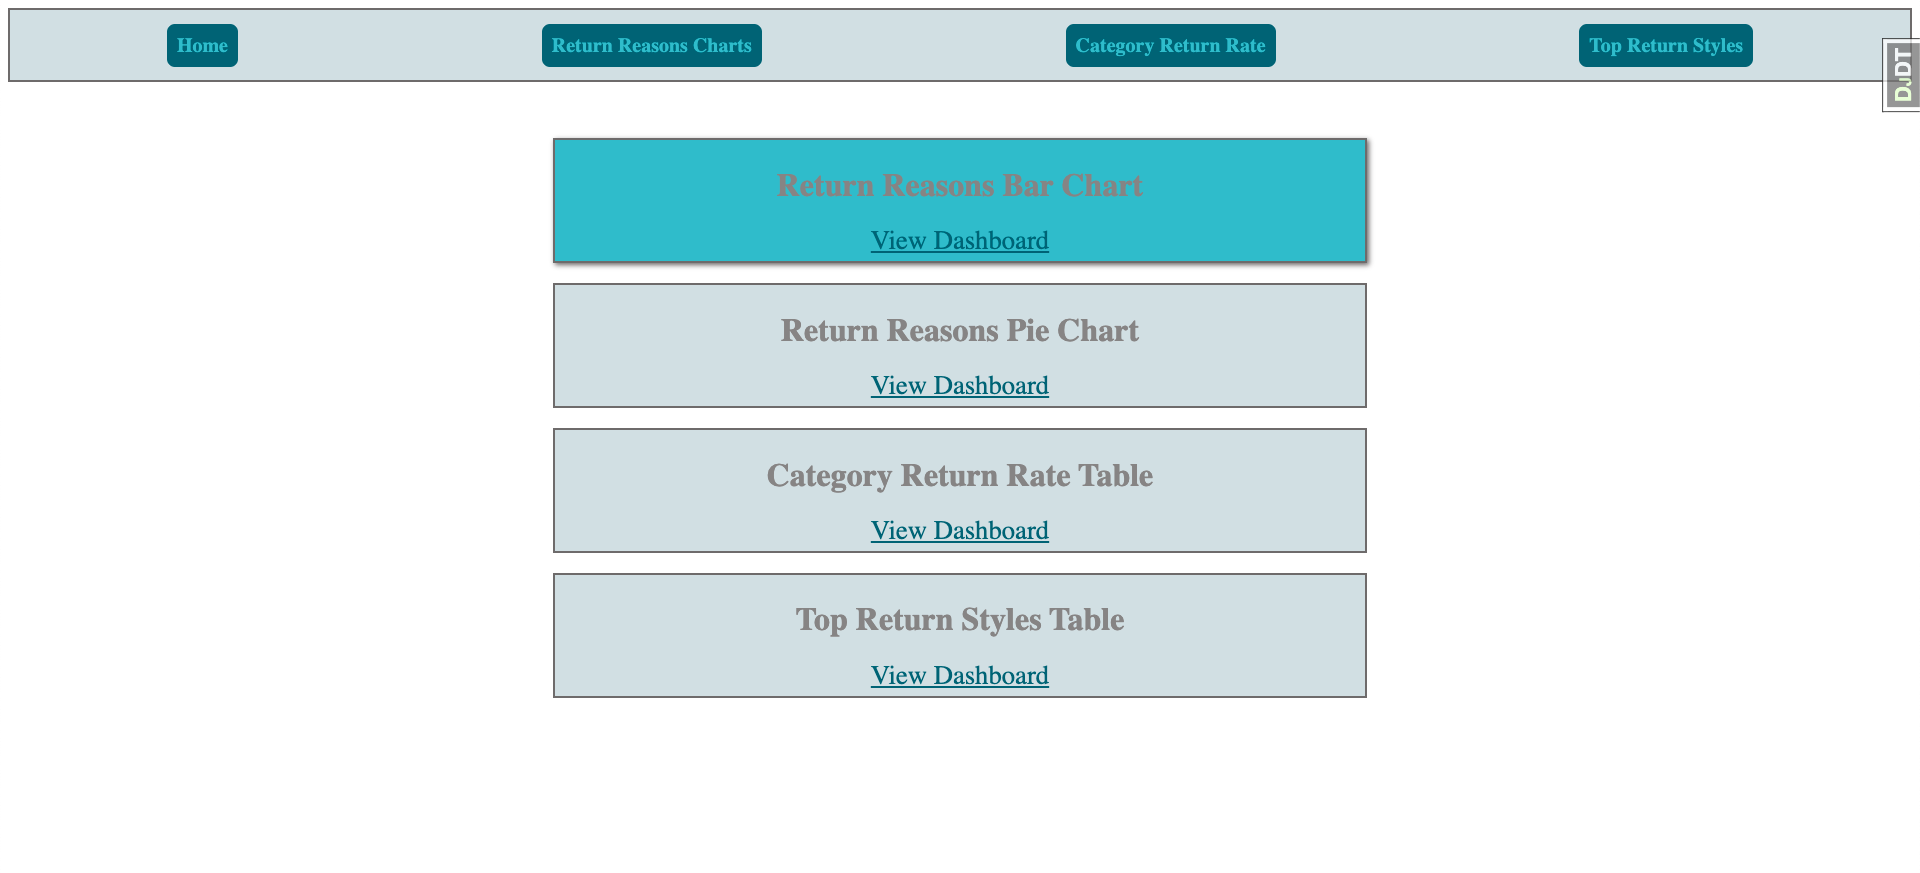 Home
Return Reasons Charts
Category Return Rate
Top Return Styles
DJDT
Return Reasons Bar Chart
View Dashboard
Return Reasons Pie Chart
View Dashboard
Category Return Rate Table
View Dashboard
Top Return Styles Table
View Dashboard